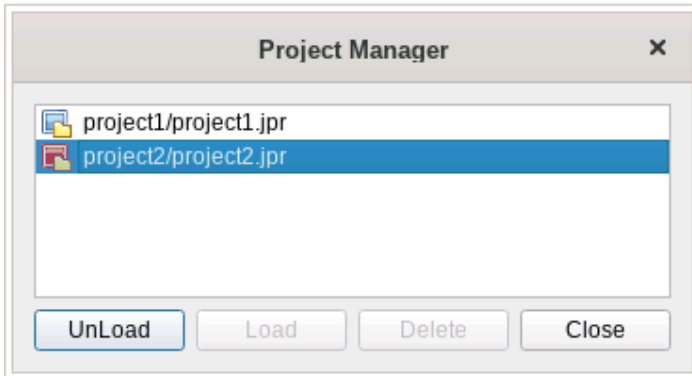 Project Manager
project1/project1.jpr
project2/project2.jpr
UnLoad Load Delete Close